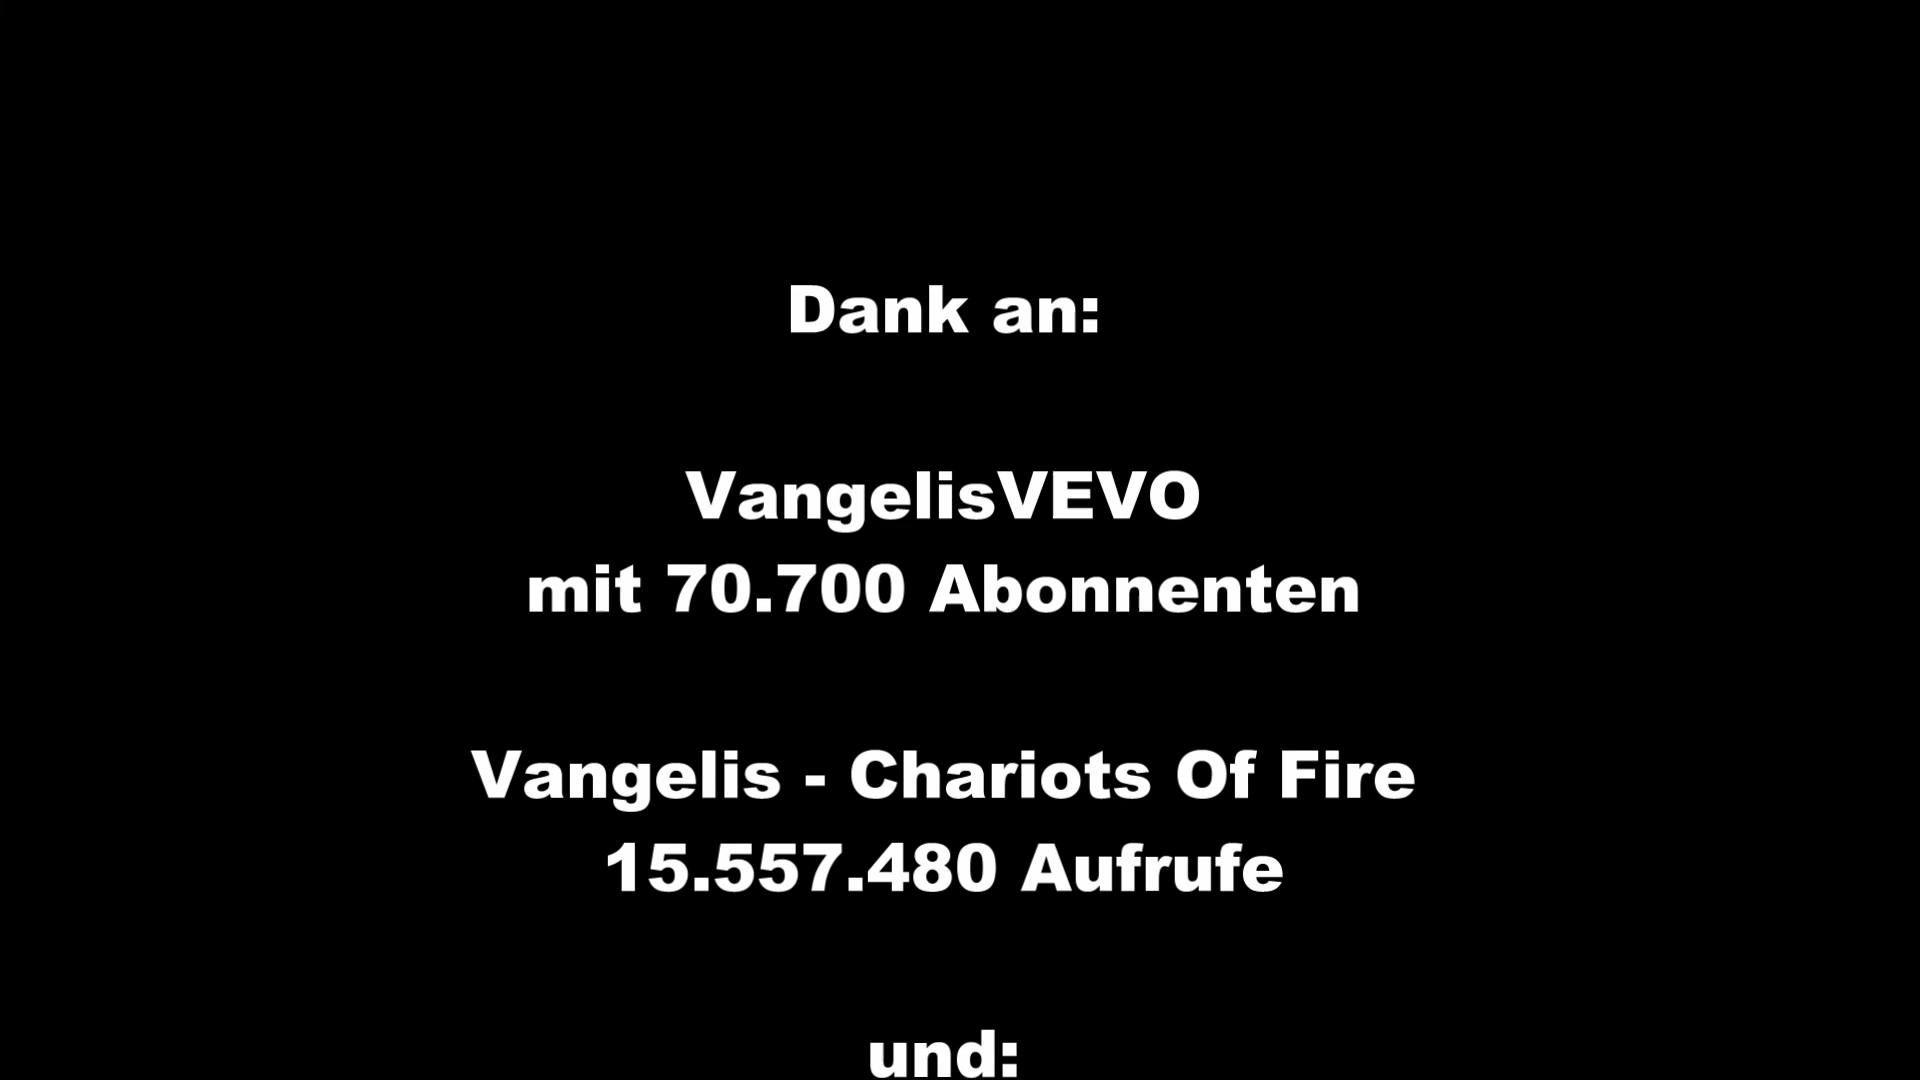 Dank an:
VangelisVEVO
mit 70.700 Abonnenten
Vangelis - Chariots Of Fire
15.557.480 Aufrufe
und: